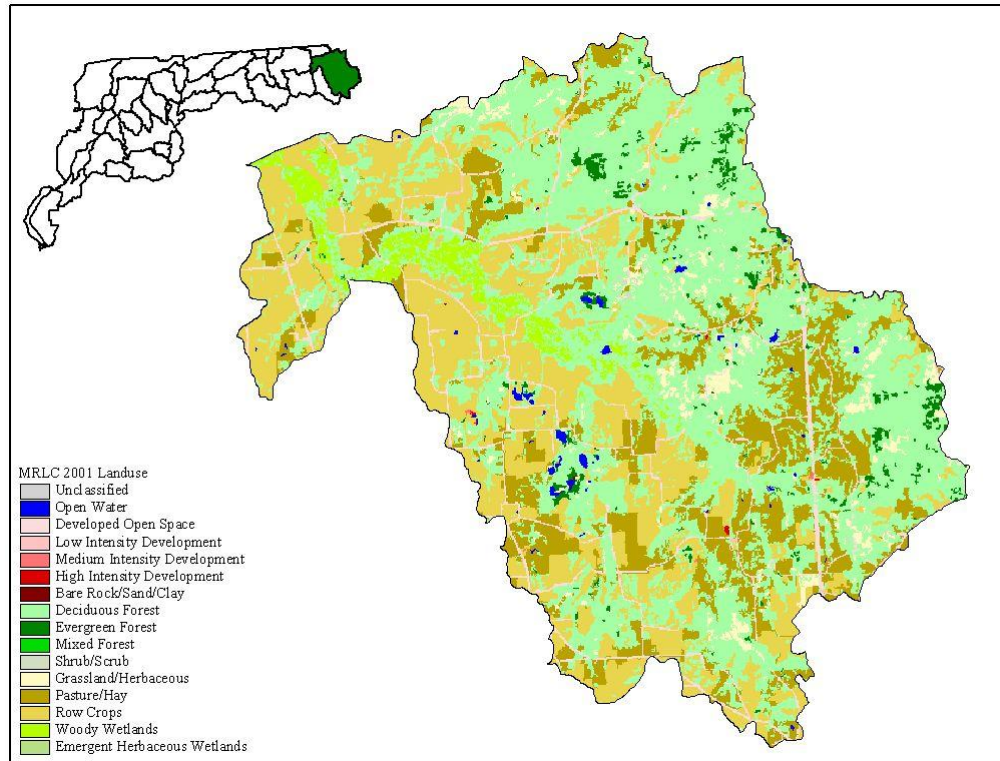 MRLC 2001 Landuse
Unclassified
Open Water
Developed Open Space
Low Intensity Development
Medium Intensity Development
High Intensity Development
Bare Rock/Sand/Clay
Deciduous Forest
Evergreen Forest
Mixed Forest
Shrub/Scrub
Grassland/Herbaceous
Pasture/Hay
Row Crops
Woody Wetlands
Emergent Herbaceous Wetlands